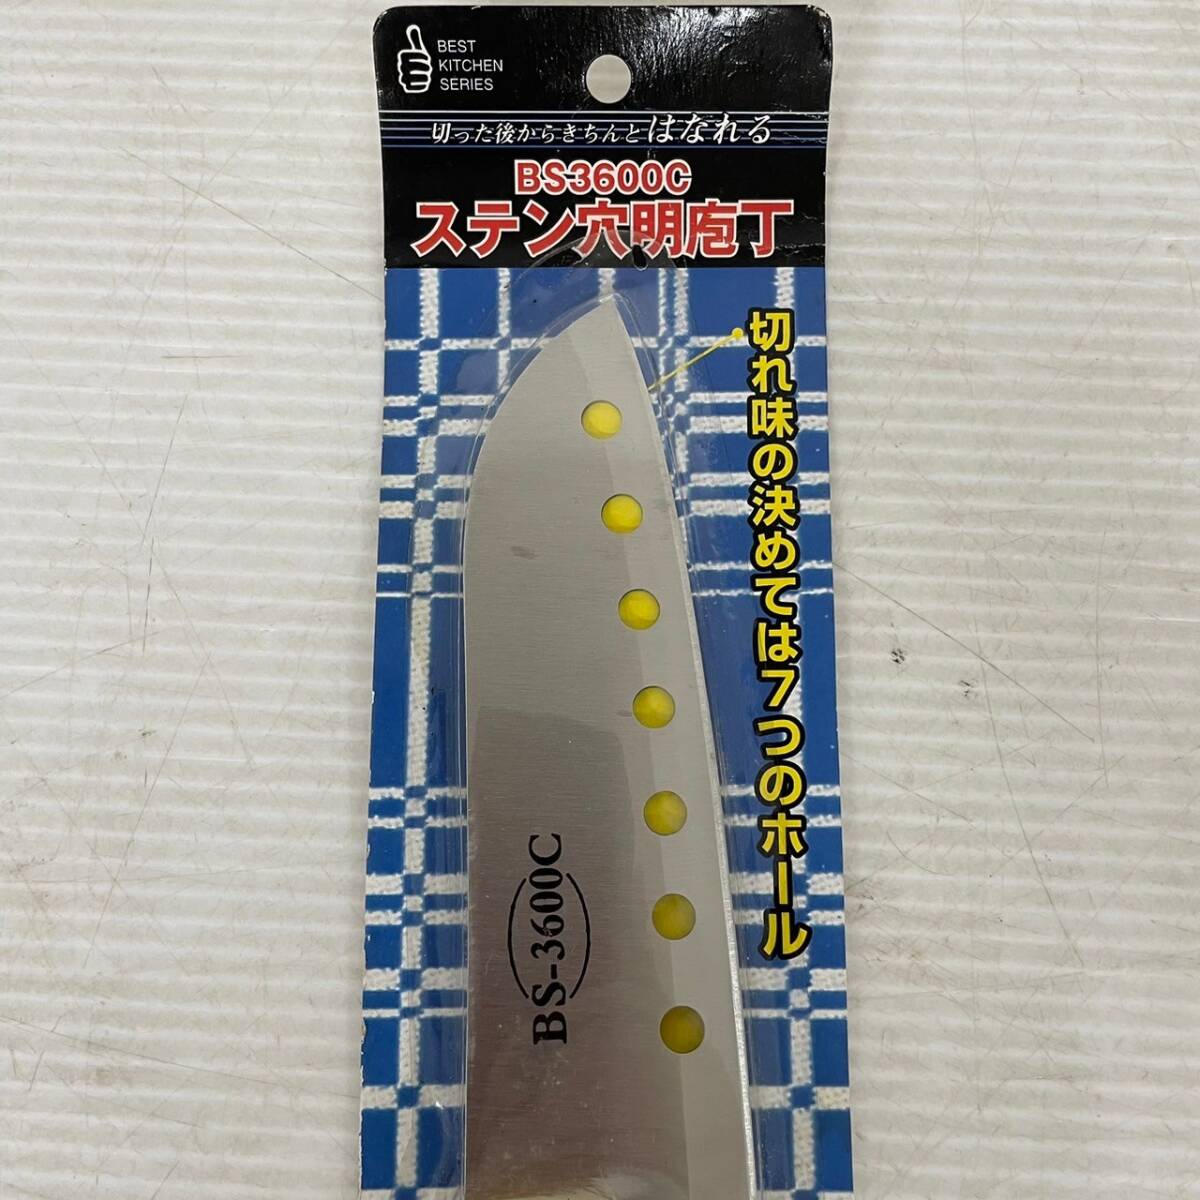 BEST
KITCHEN
SERIES
切った後からきちんとはなれる
BS3600C
ステン穴明庖丁
切れ味の決めては7つのホール
BS-3600C